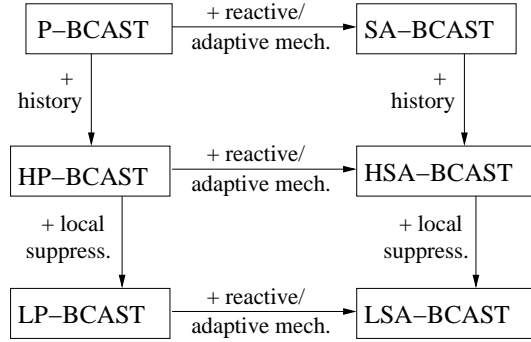 P–BCAST
+ reactive/
adaptive mech.
SA–BCAST
+
history
+
history
HP–BCAST
+ reactive/
adaptive mech.
HSA–BCAST
+ local
suppress.
+ local
suppress.
LP–BCAST
+ reactive/
adaptive mech.
LSA–BCAST